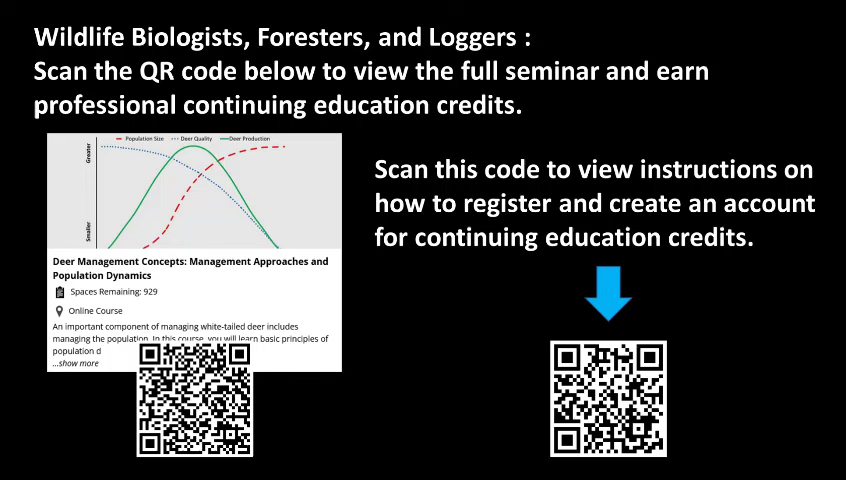 Wildlife Biologists, Foresters, and Loggers :
Scan the QR code below to view the full seminar and earn
professional continuing education credits.
Population Size Deer Quality Deer Production
Greater
Smaller
Deer Management Concepts: Management Approaches and
Population Dynamics
Spaces Remaining: 929
Online Course
An important component of managing white-tailed deer includes
managing the population. In this course, you will learn basic principles of
population d
...show more
Scan this code to view instructions on
how to register and create an account
for continuing education credits.